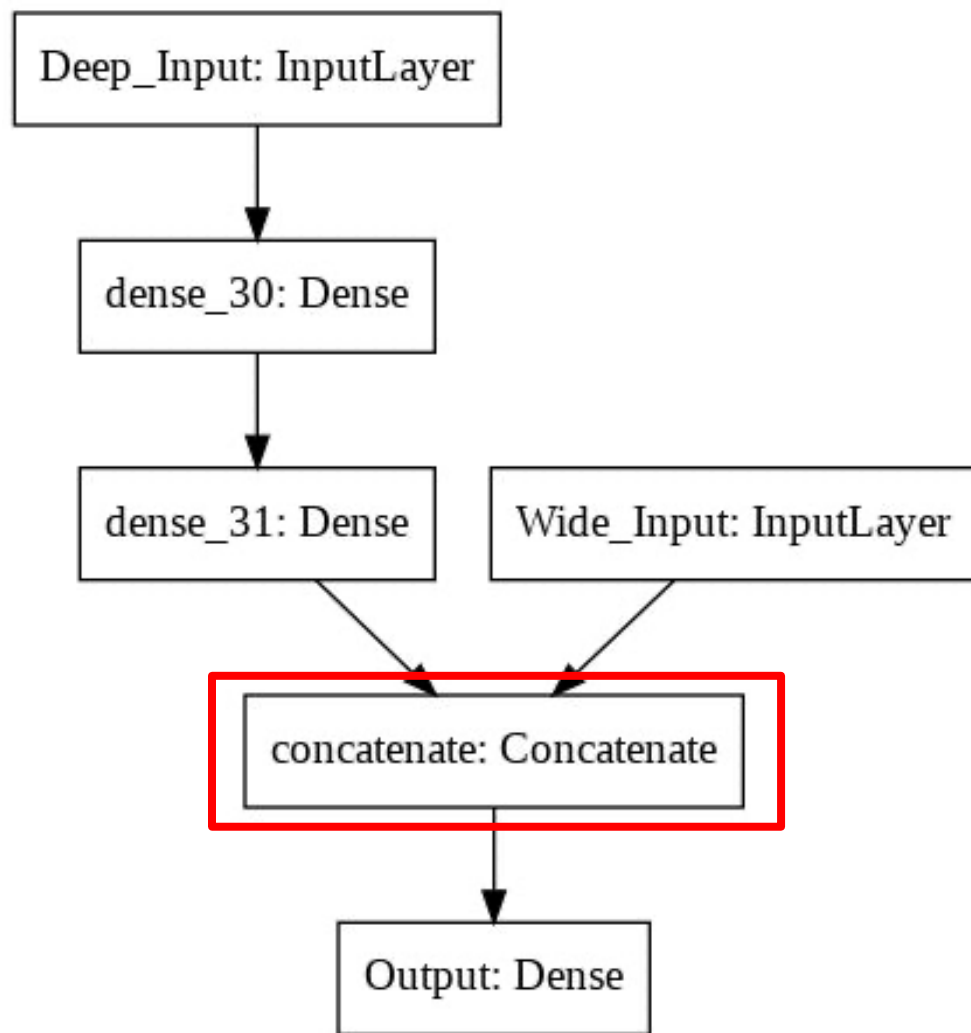 Deep_Input: InputLayer
dense_30: Dense
dense_31: Dense
Wide_Input: InputLayer
concatenate: Concatenate
Output: Dense